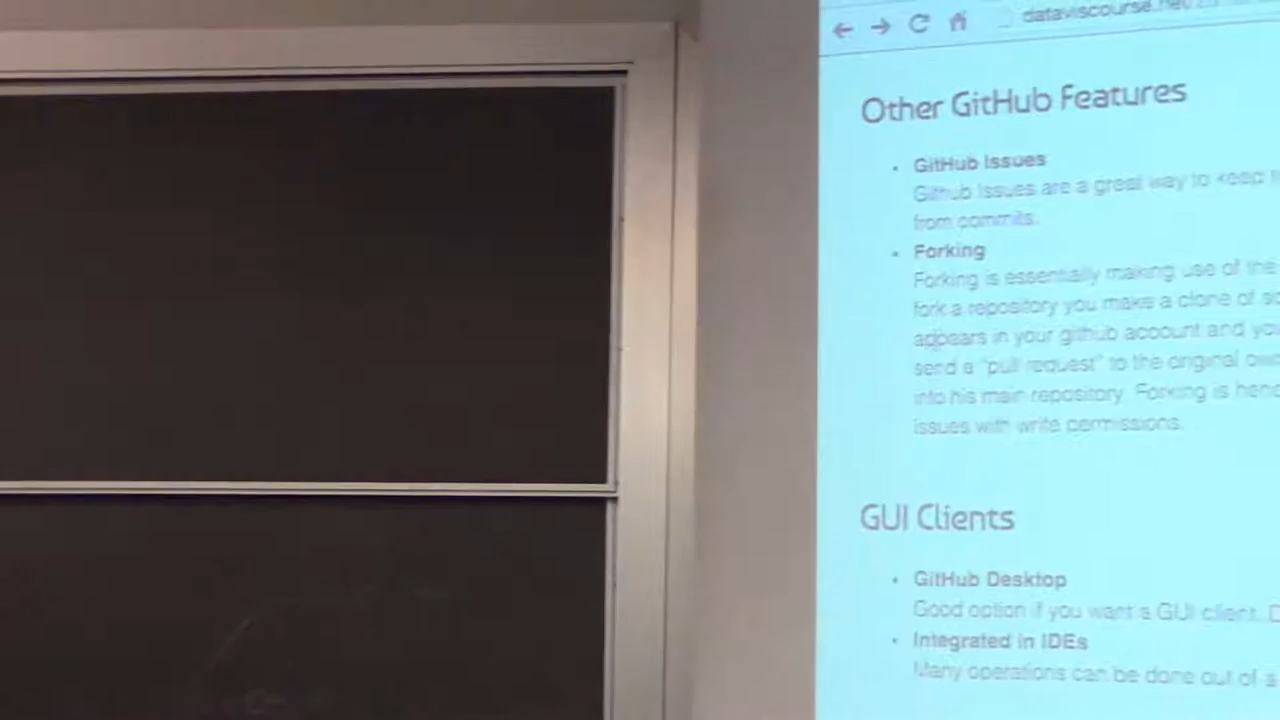 dataviscourse.net
Other GitHub Features
• GitHub Issues
Github Issues are a great way to keep
from commits.
• Forking
Forking is essentially making use of the
fork a repository you make a clone of
appears in your github account and
send a "pull request" to the original
into his main repository. Forking is
issues with write permissions.
GUI Clients
• GitHub Desktop
Good option if you want a GUI client.
• Integrated in IDEs
Many operations can be done out of a